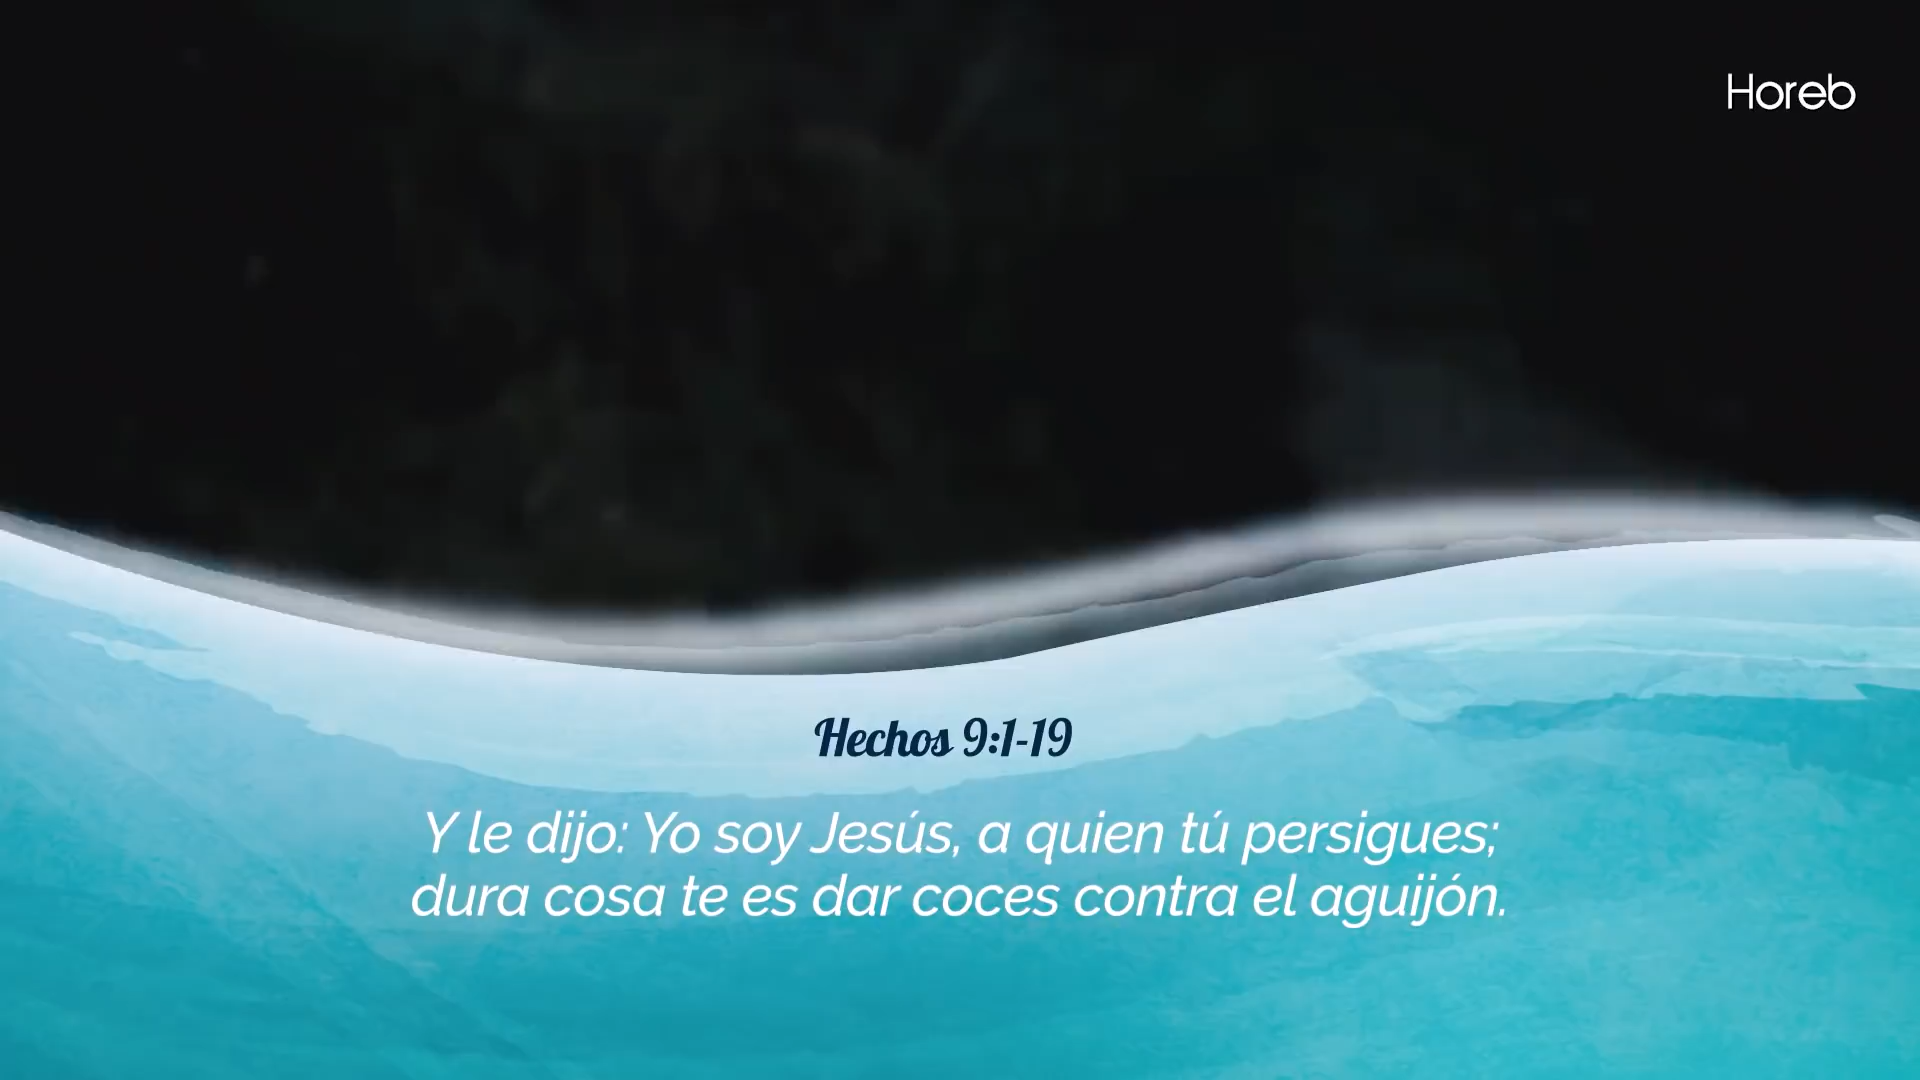 Horeb
Hechos 9:1-19
Y le dijo: Yo soy Jesús, a quien tú persigues;
dura cosa te es dar coces contra el aguijón.